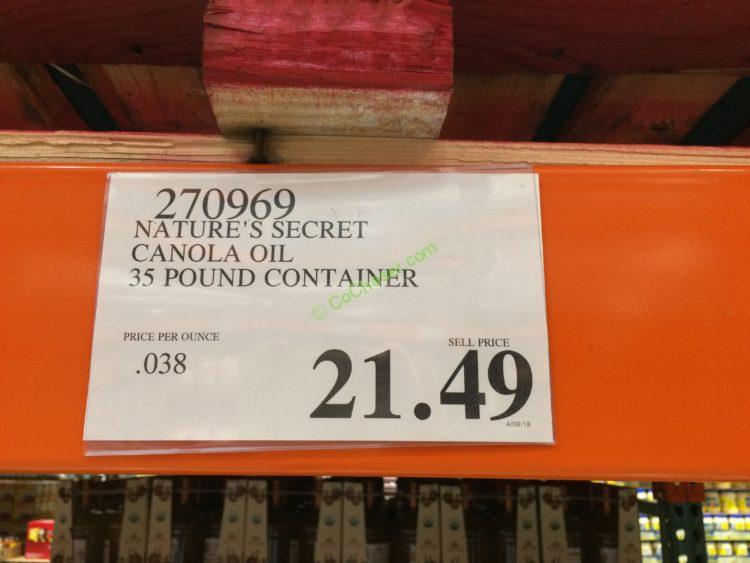 270969
NATURE'S SECRET
CANOLA OIL
35 POUND CONTAINER
© CoCtraser.com
PRICE PER OUNCE
.038
SELL PRICE
21.49
4/09/18